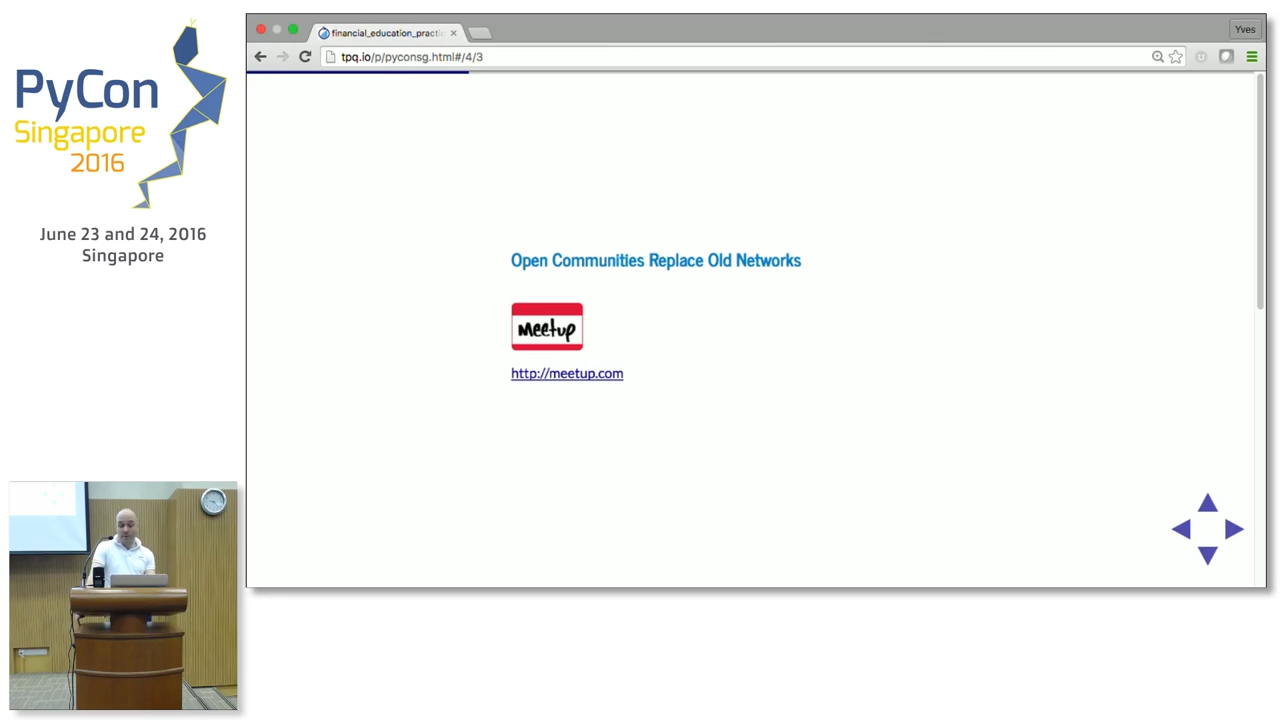 PyCon
Singapore
2016
June 23 and 24, 2016
Singapore
financial_education_practic
Yves
tpq.io/p/pyconsg.html#/4/3
Open Communities Replace Old Networks
Meetup
http://meetup.com